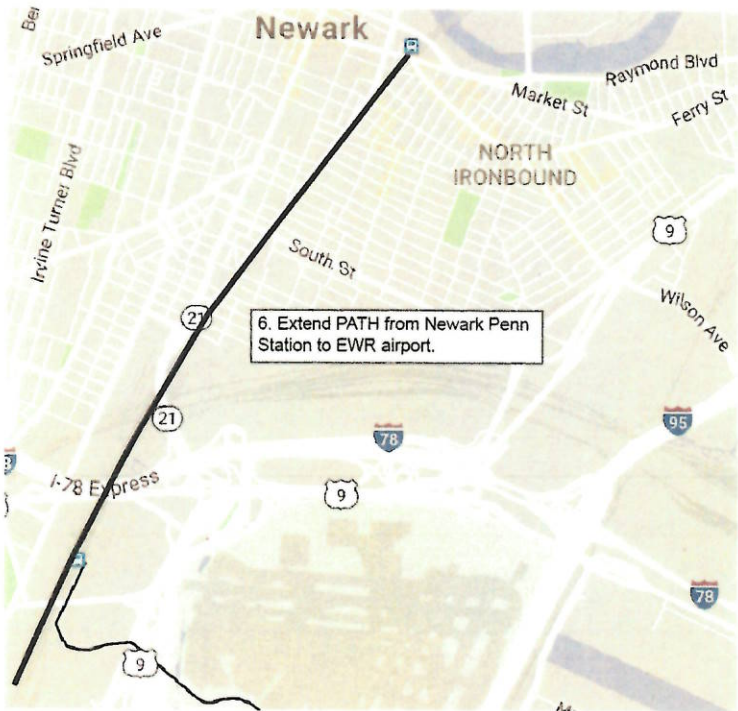 Newark
Springfield Ave
Raymond Blvd
Market St
Ferry St
NORTH
IRONBOUND
Irvine Turner Blvd
9
South St
Wilson Ave
21
6. Extend PATH from Newark Penn
Station to EWR airport.
21
95
78
I-78 Express
9
78
9